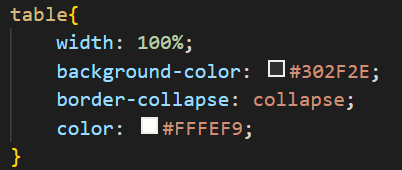 table{
    width: 100%;
    background-color: #302F2E;
    border-collapse: collapse;
    color: #FFFEF9;
}